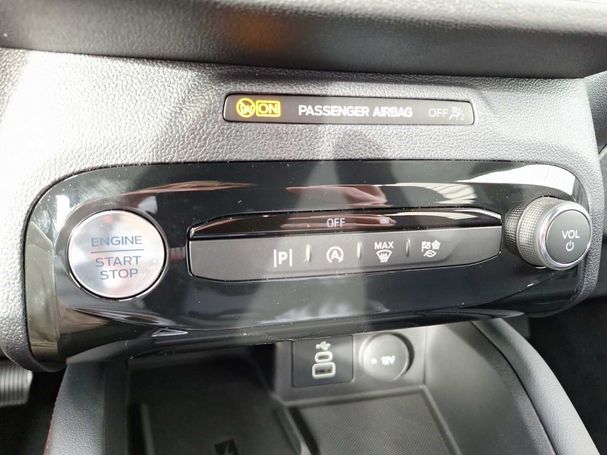 ON PASSENGER AIRBAG OFF
OFF
ENGINE
START
STOP
P A MAX
VOL
12V